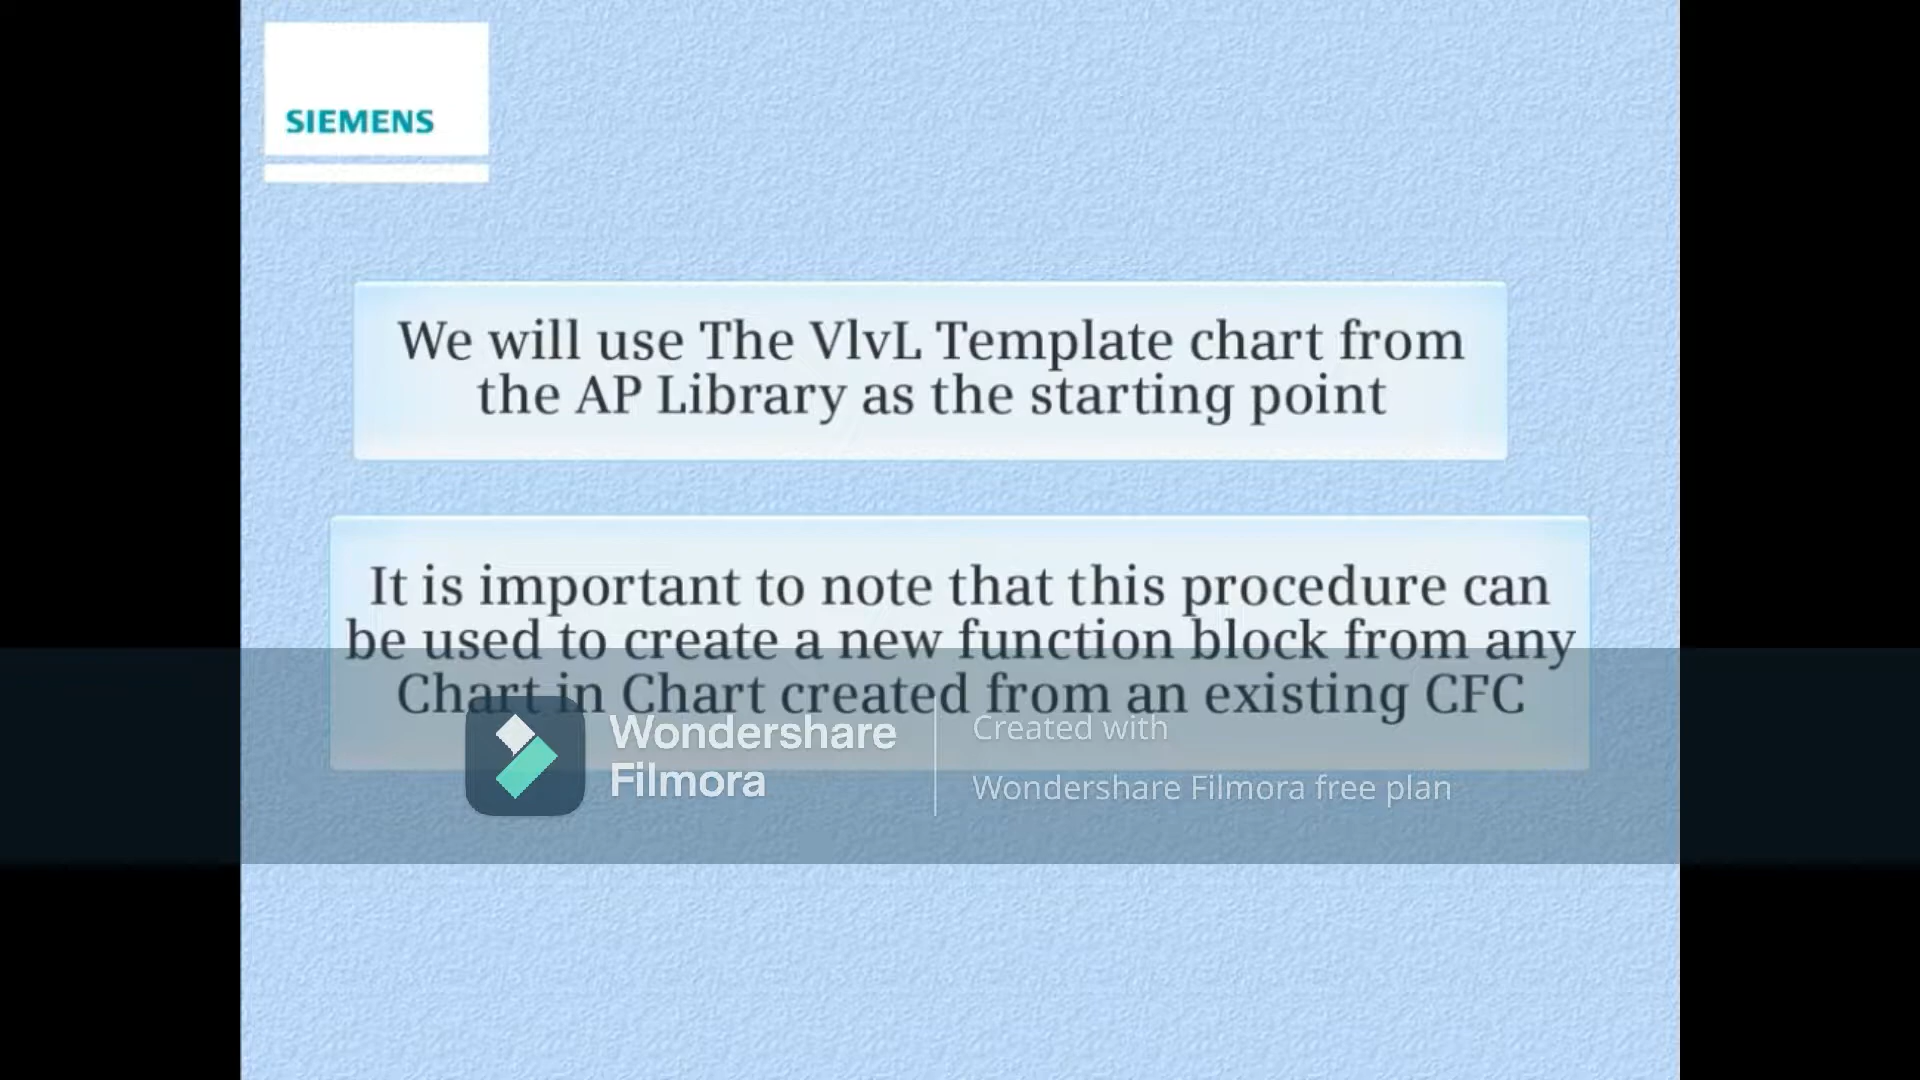 SIEMENS
We will use The VlvL Template chart from
the AP Library as the starting point
It is important to note that this procedure can
be used to create a new function block from any
Chart in Chart created from an existing CFC
Wondershare
Filmora
Created with
Wondershare Filmora free plan